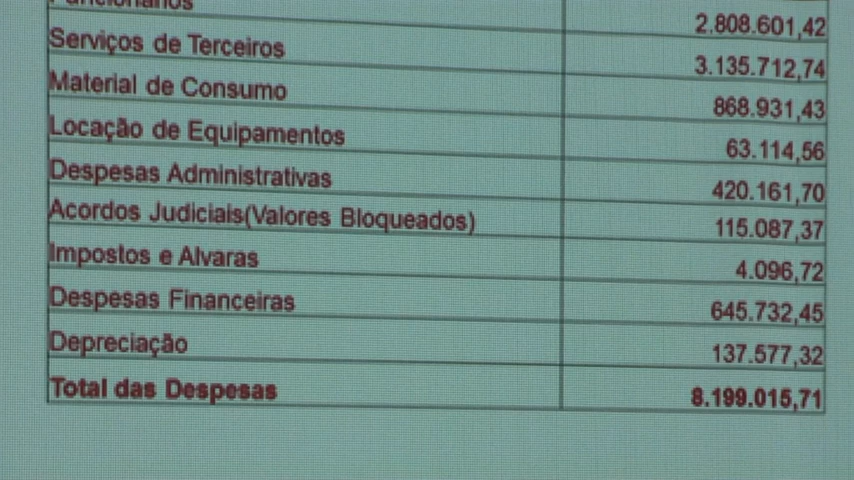 Funcionários 2.808.601,42
Serviços de Terceiros 3.135.712,74
Material de Consumo 868.931,43
Locação de Equipamentos 63.114,56
Despesas Administrativas 420.161,70
Acordos Judiciais(Valores Bloqueados) 115.087,37
Impostos e Alvaras 4.096,72
Despesas Financeiras 645.732,45
Depreciação 137.577,32
Total das Despesas 8.199.015,71